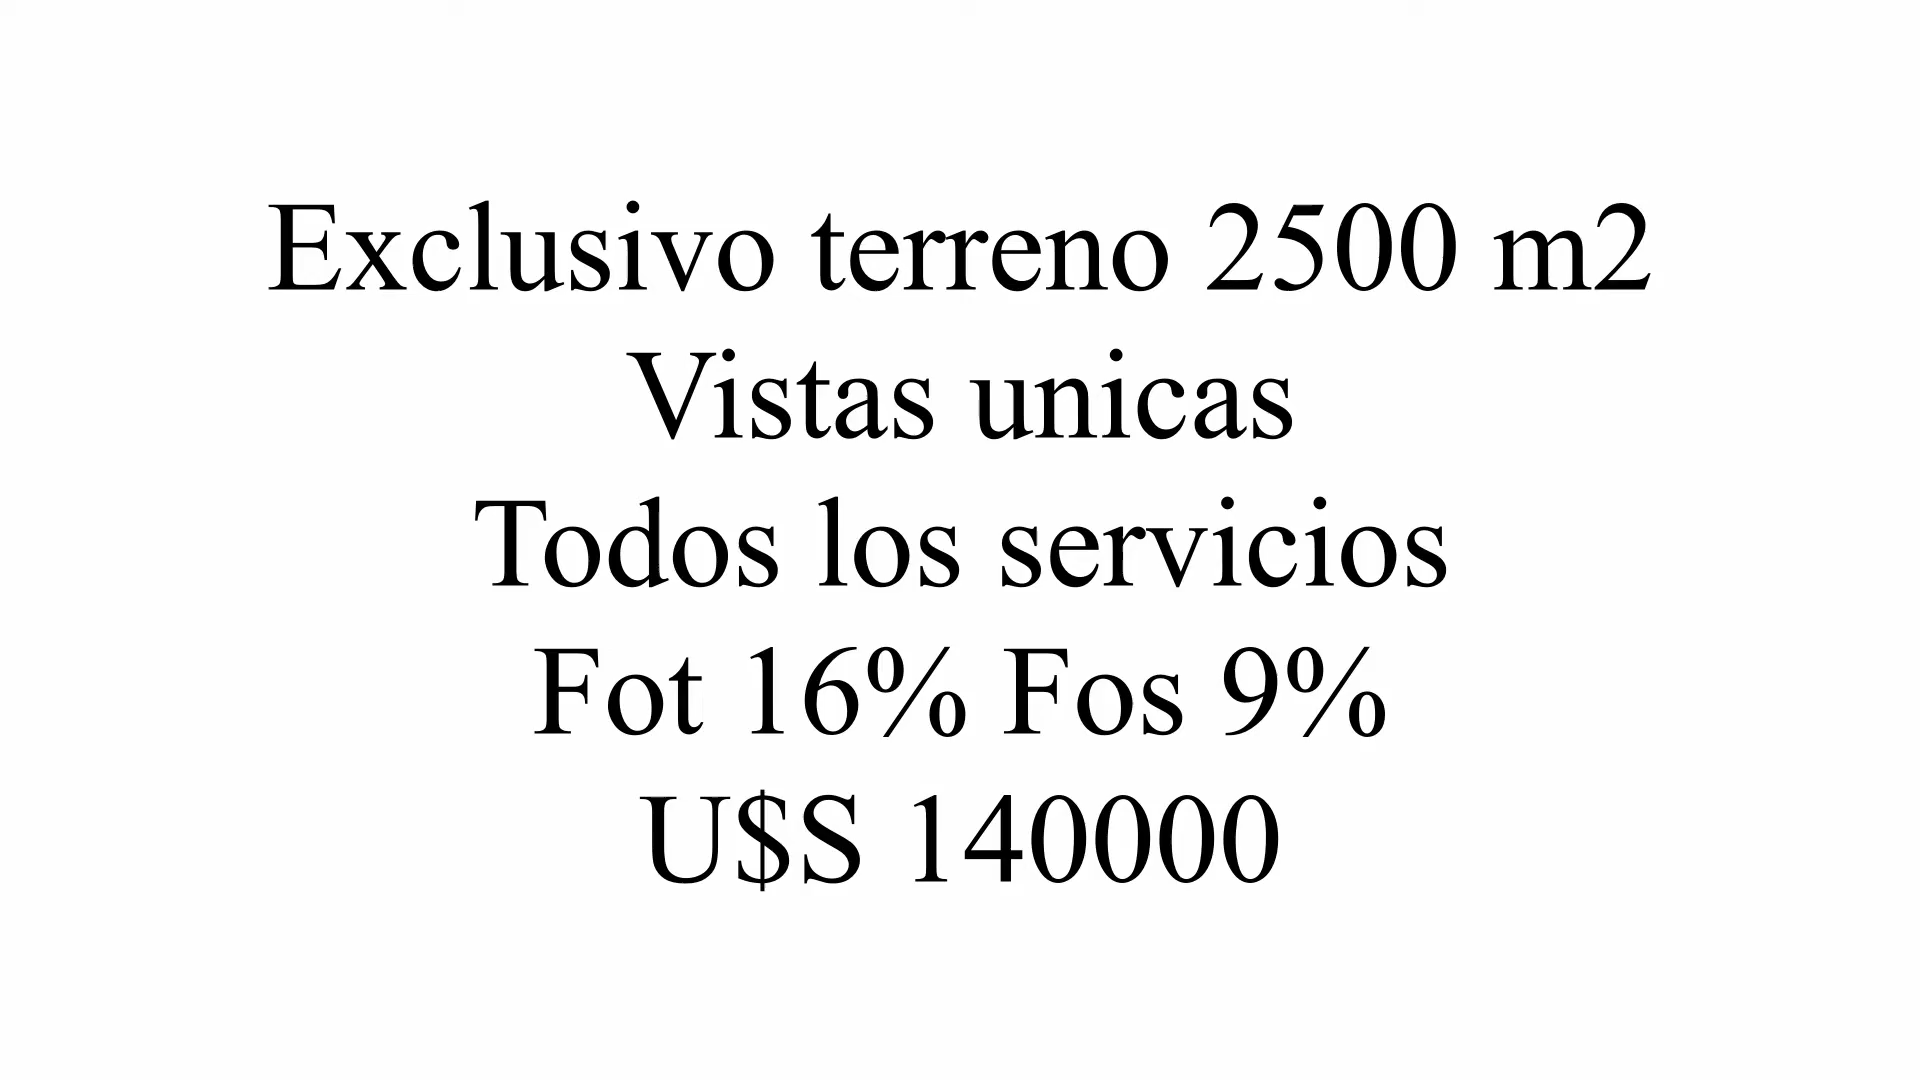 Exclusivo terreno 2500 m2
Vistas unicas
Todos los servicios
Fot 16% Fos 9%
U$S 140000